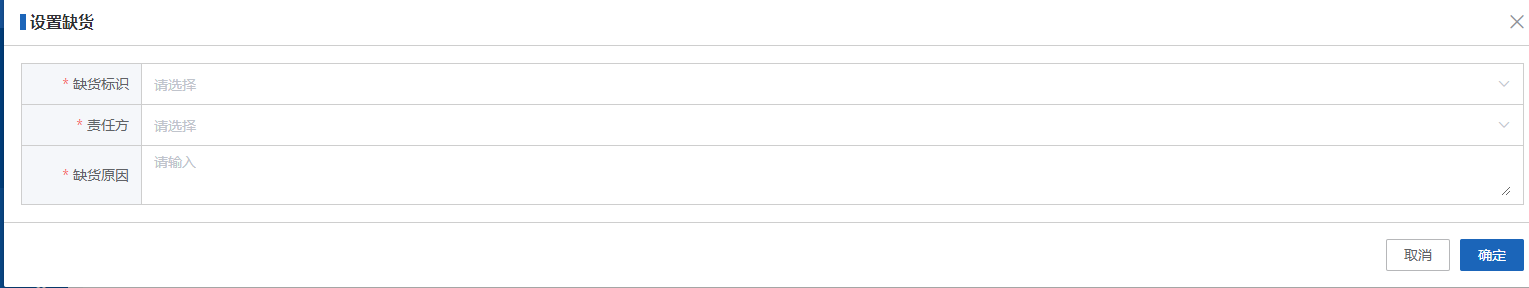 设置缺货
* 缺货标识
请选择
* 责任方
请选择
* 缺货原因
请输入
取消
确定